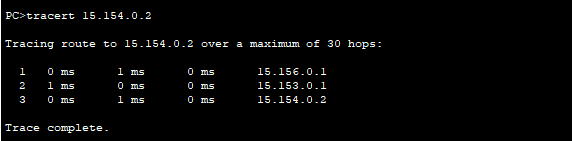 PC>tracert 15.154.0.2
Tracing route to 15.154.0.2 over a maximum of 30 hops:
1 0 ms 1 ms 0 ms 15.156.0.1
2 1 ms 0 ms 0 ms 15.153.0.1
3 0 ms 1 ms 0 ms 15.154.0.2
Trace complete.